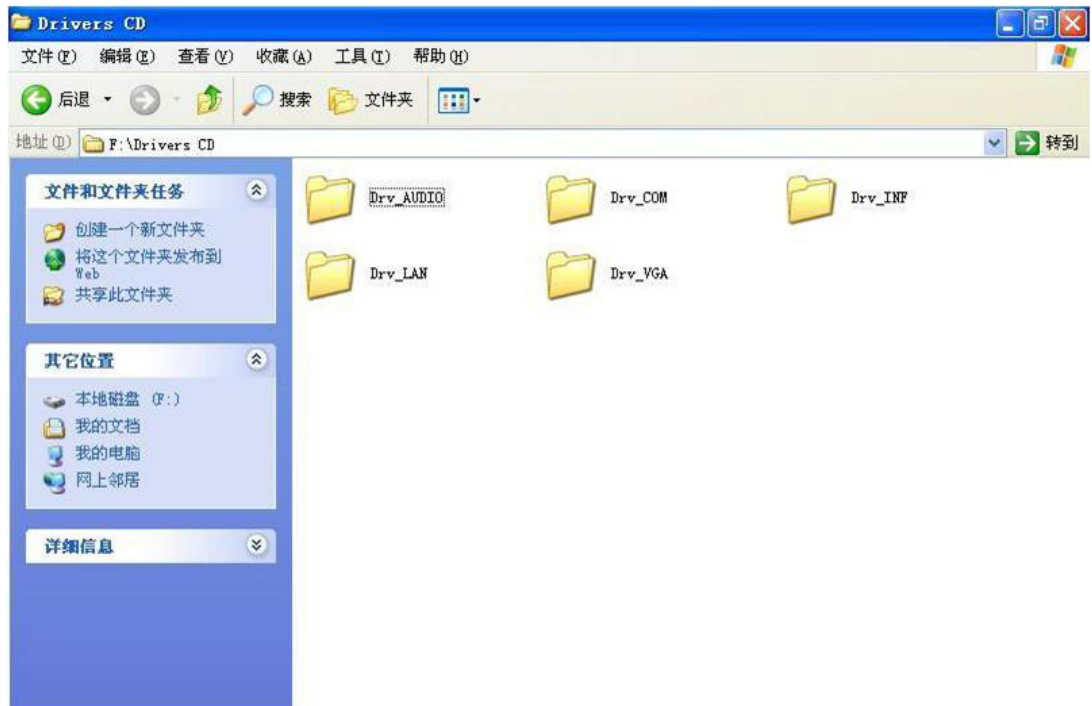 Drivers CD
文件(F) 编辑(E) 查看(V) 收藏(A) 工具(T) 帮助(H)
后退 搜索 文件夹
地址(D) F:\Drivers CD 转到
文件和文件夹任务
创建一个新文件夹
将这个文件夹发布到
Web
共享此文件夹
其它位置
本地磁盘 (F:)
我的文档
我的电脑
网上邻居
详细信息
Drv_AUDIO Drv_COM Drv_INF
Drv_LAN Drv_VGA